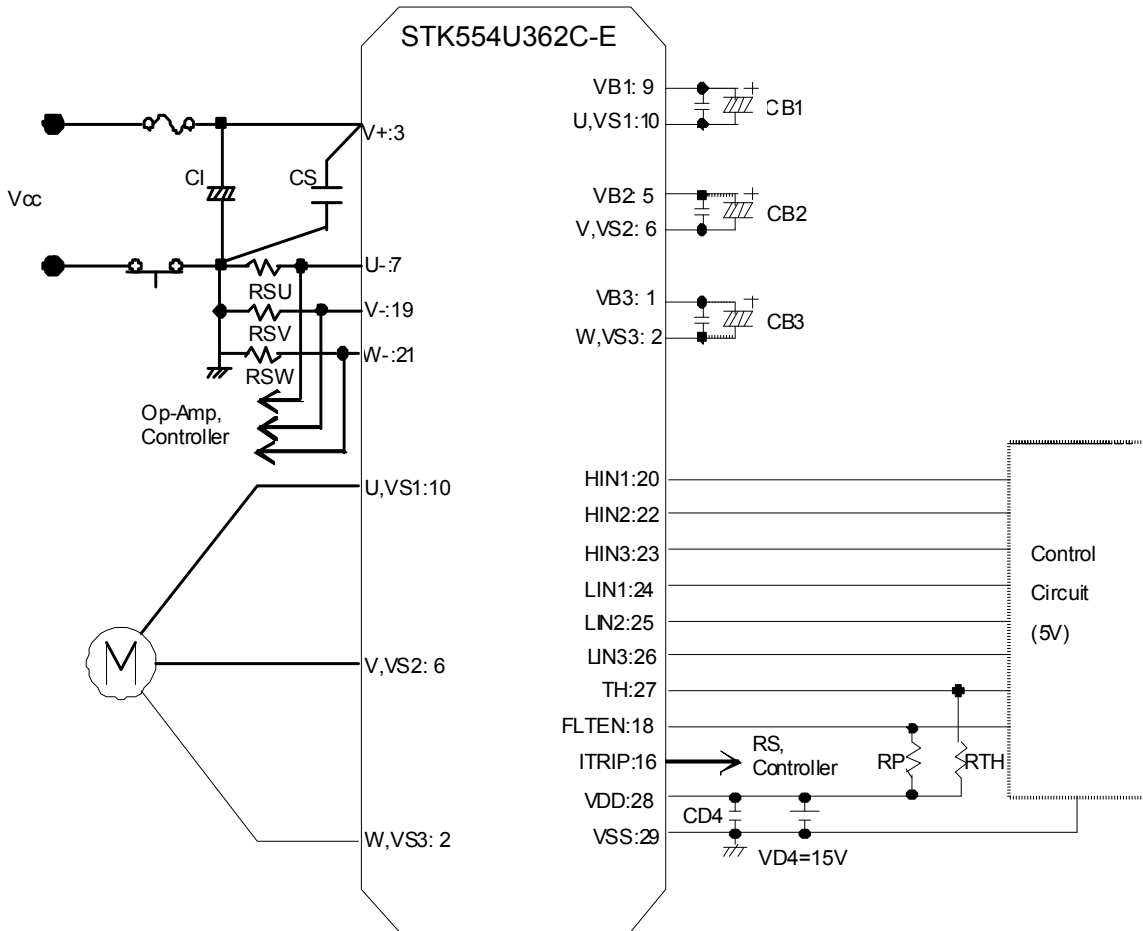 STK554U362C-E
VB1: 9
U,VS1:10
CB1
V+:3
CI
CS
Vcc
VB2: 5
V,VS2: 6
CB2
U-:7
RSU
V-:19
RSV
W-:21
RSW
VB3: 1
W,VS3: 2
CB3
Op-Amp,
Controller
U,VS1:10
V,VS2: 6
W,VS3: 2
M
HIN1:20
HIN2:22
HIN3:23
LIN1:24
LIN2:25
LIN3:26
TH:27
FLTEN:18
ITRIP:16
VDD:28
VSS:29
RS,
Controller
RP
RTH
CD4
VD4=15V
Control
Circuit
(5V)